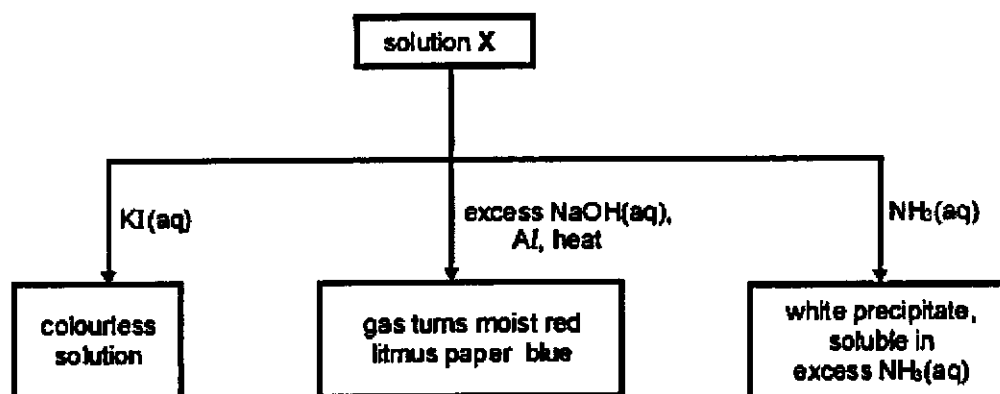 solution X
KI(aq)
excess NaOH(aq),
Al, heat
NH₃(aq)
colourless
solution
gas turns moist red
litmus paper blue
white precipitate,
soluble in
excess NH₃(aq)